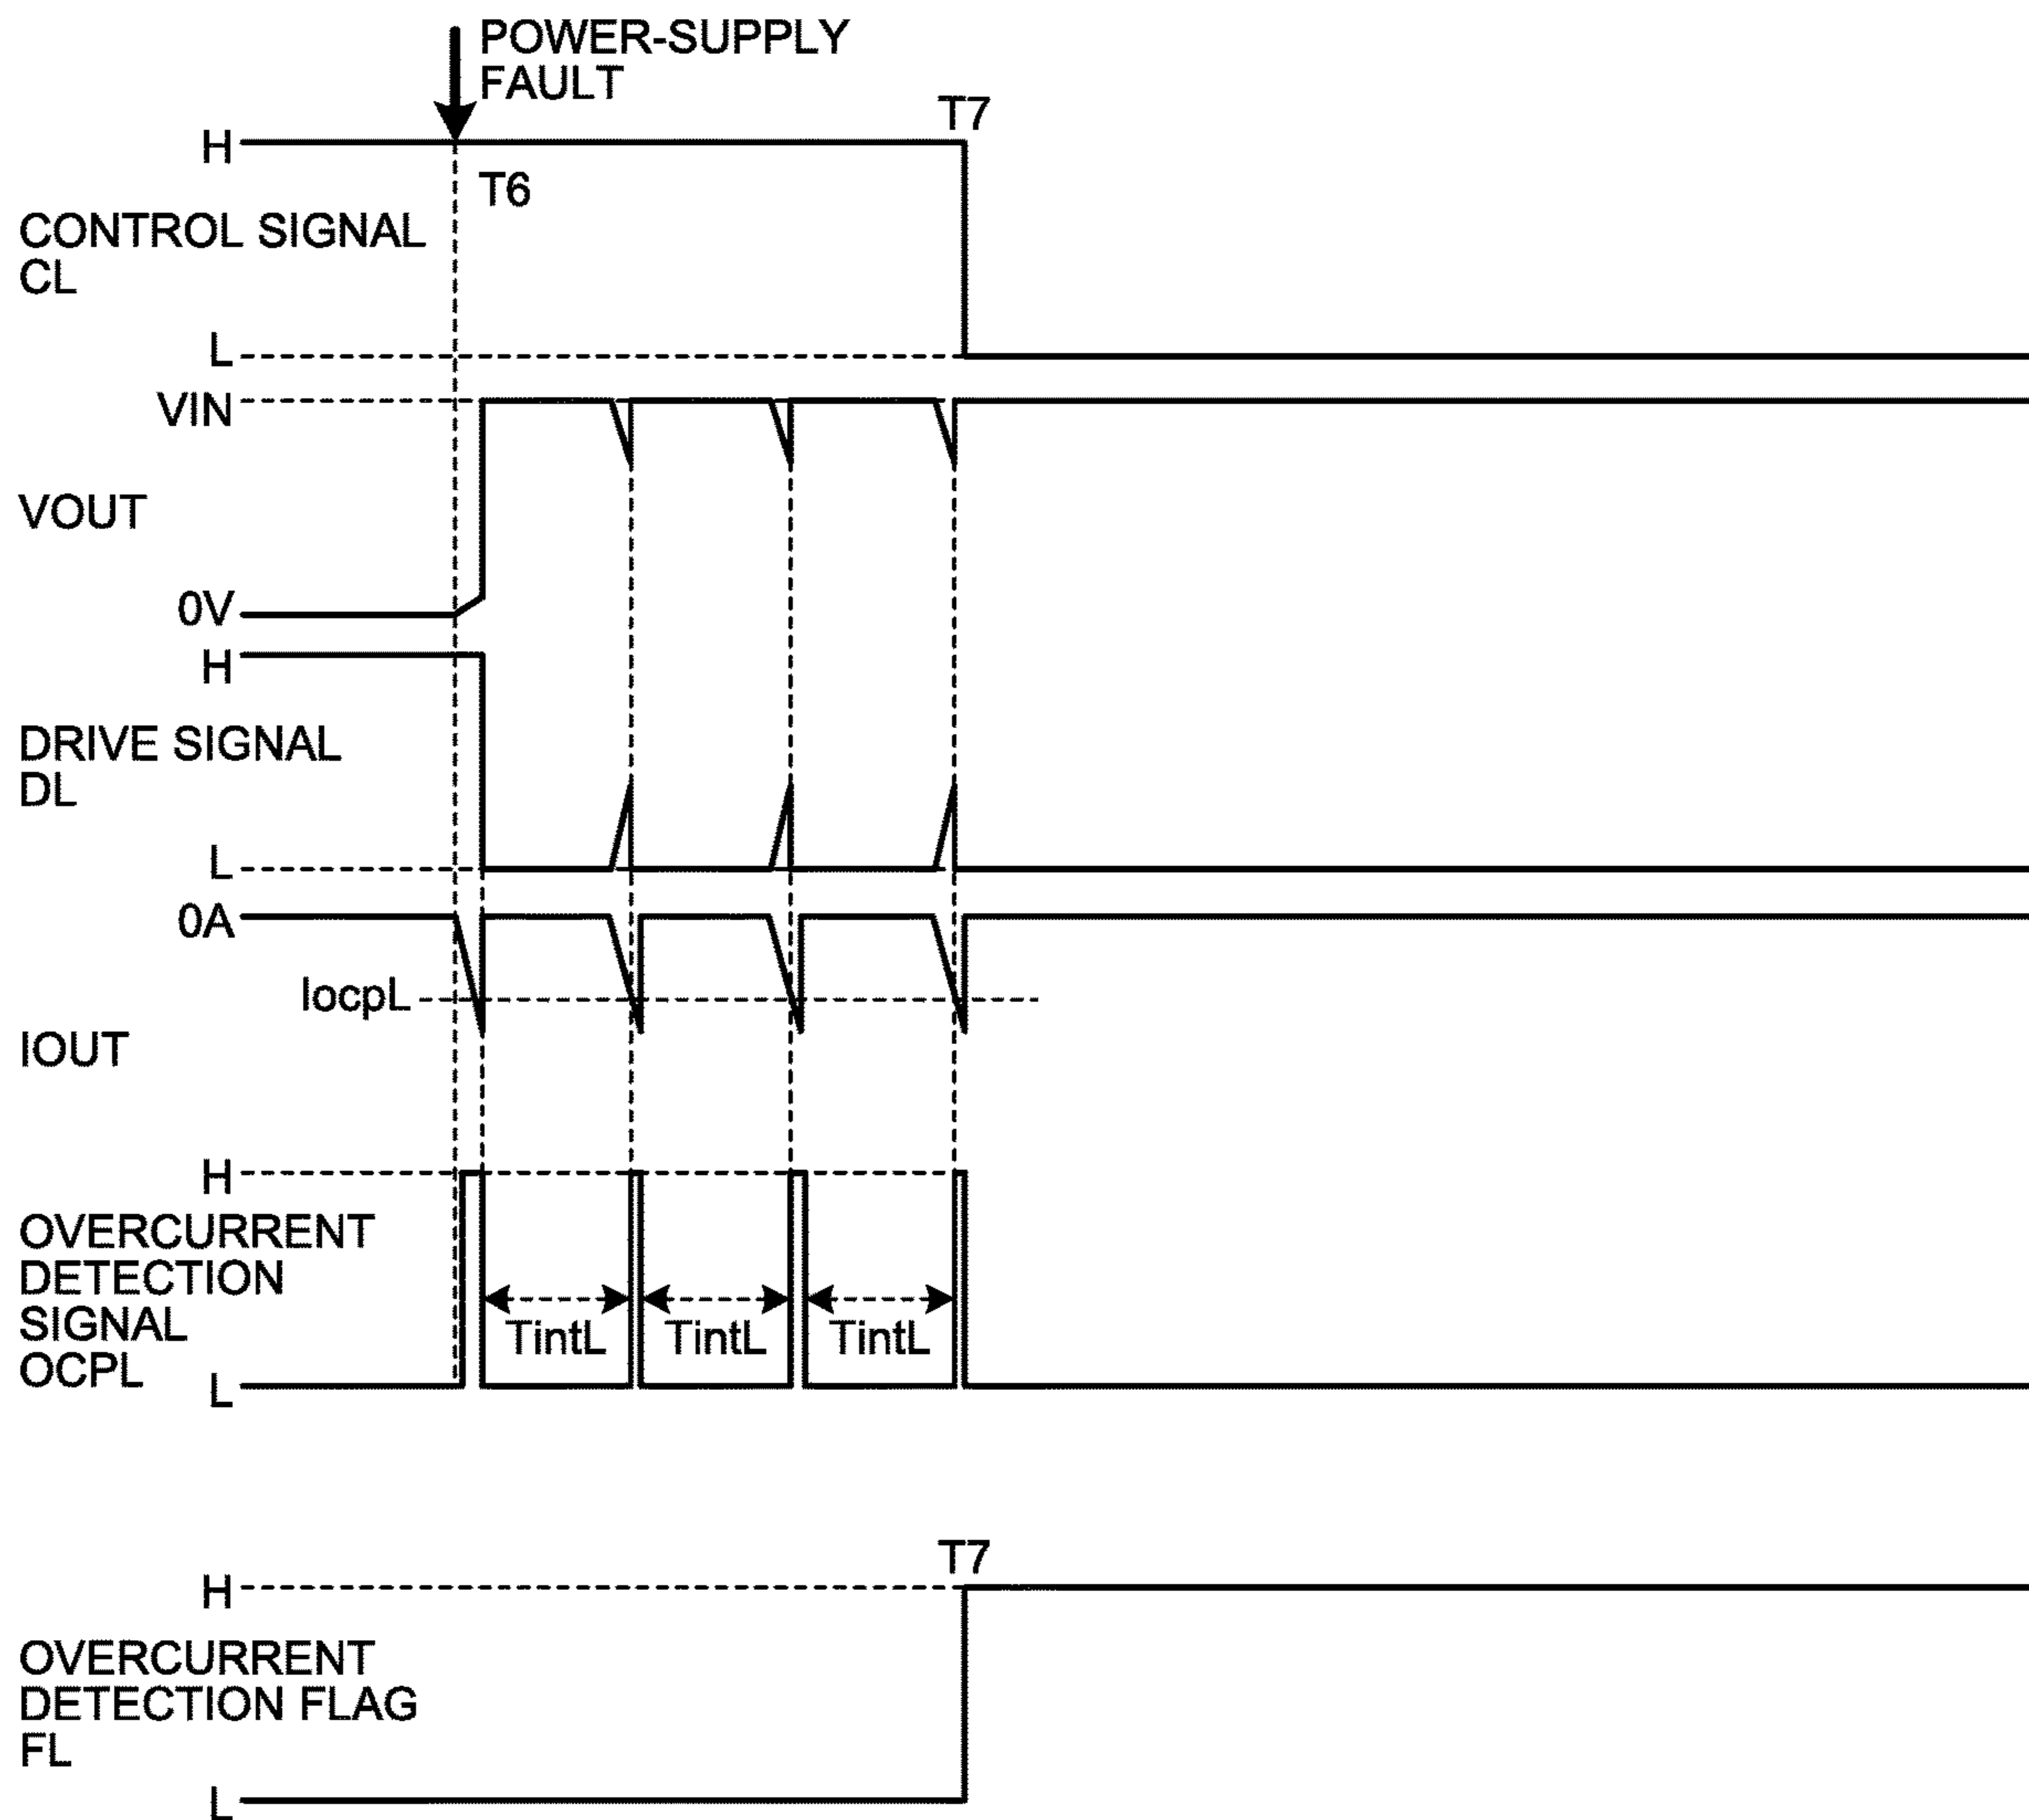 POWER-SUPPLY
FAULT
T7
H
T6
CONTROL SIGNAL
CL
L
VIN
VOUT
0V
H
DRIVE SIGNAL
DL
L
0A
IocpL
IOUT
H
OVERCURRENT
DETECTION
SIGNAL
OCPL
TintL TintL TintL
L
T7
H
OVERCURRENT
DETECTION FLAG
FL
L